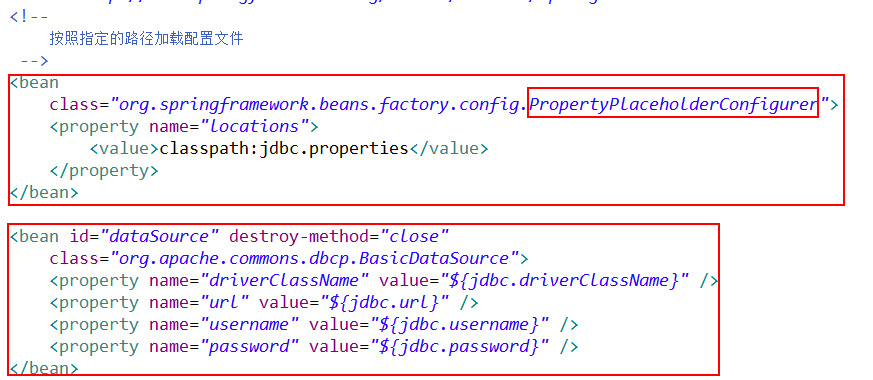 <!--
按照指定的路径加载配置文件
-->
<bean
class="org.springframework.beans.factory.config.PropertyPlaceholderConfigurer">
<property name="locations">
<value>classpath:jdbc.properties</value>
</property>
</bean>
<bean id="dataSource" destroy-method="close"
class="org.apache.commons.dbcp.BasicDataSource">
<property name="driverClassName" value="${jdbc.driverClassName}" />
<property name="url" value="${jdbc.url}" />
<property name="username" value="${jdbc.username}" />
<property name="password" value="${jdbc.password}" />
</bean>